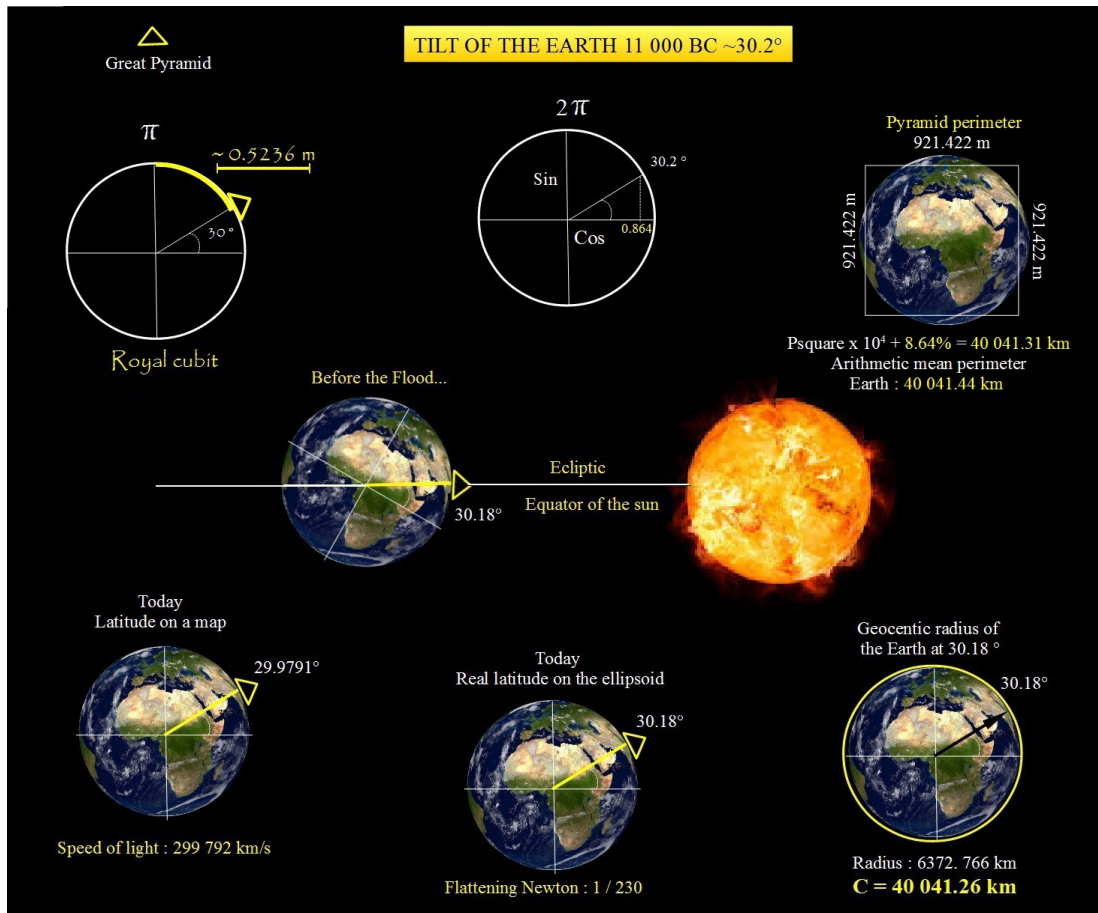 TILT OF THE EARTH 11 000 BC ~30.2°
Great Pyramid
π
~ 0.5236 m
30°
Royal cubit
2π
30.2 °
Sin
Cos
0.864
Pyramid perimeter
921.422 m
921.422 m
921.422 m
Psquare x 10⁴ + 8.64% = 40 041.31 km
Arithmetic mean perimeter
Earth : 40 041.44 km
Before the Flood...
30.18°
Ecliptic
Equator of the sun
Today
Latitude on a map
29.9791°
Speed of light : 299 792 km/s
Today
Real latitude on the ellipsoid
30.18°
Flattening Newton : 1 / 230
Geocentic radius of
the Earth at 30.18 °
30.18°
Radius : 6372. 766 km
C = 40 041.26 km